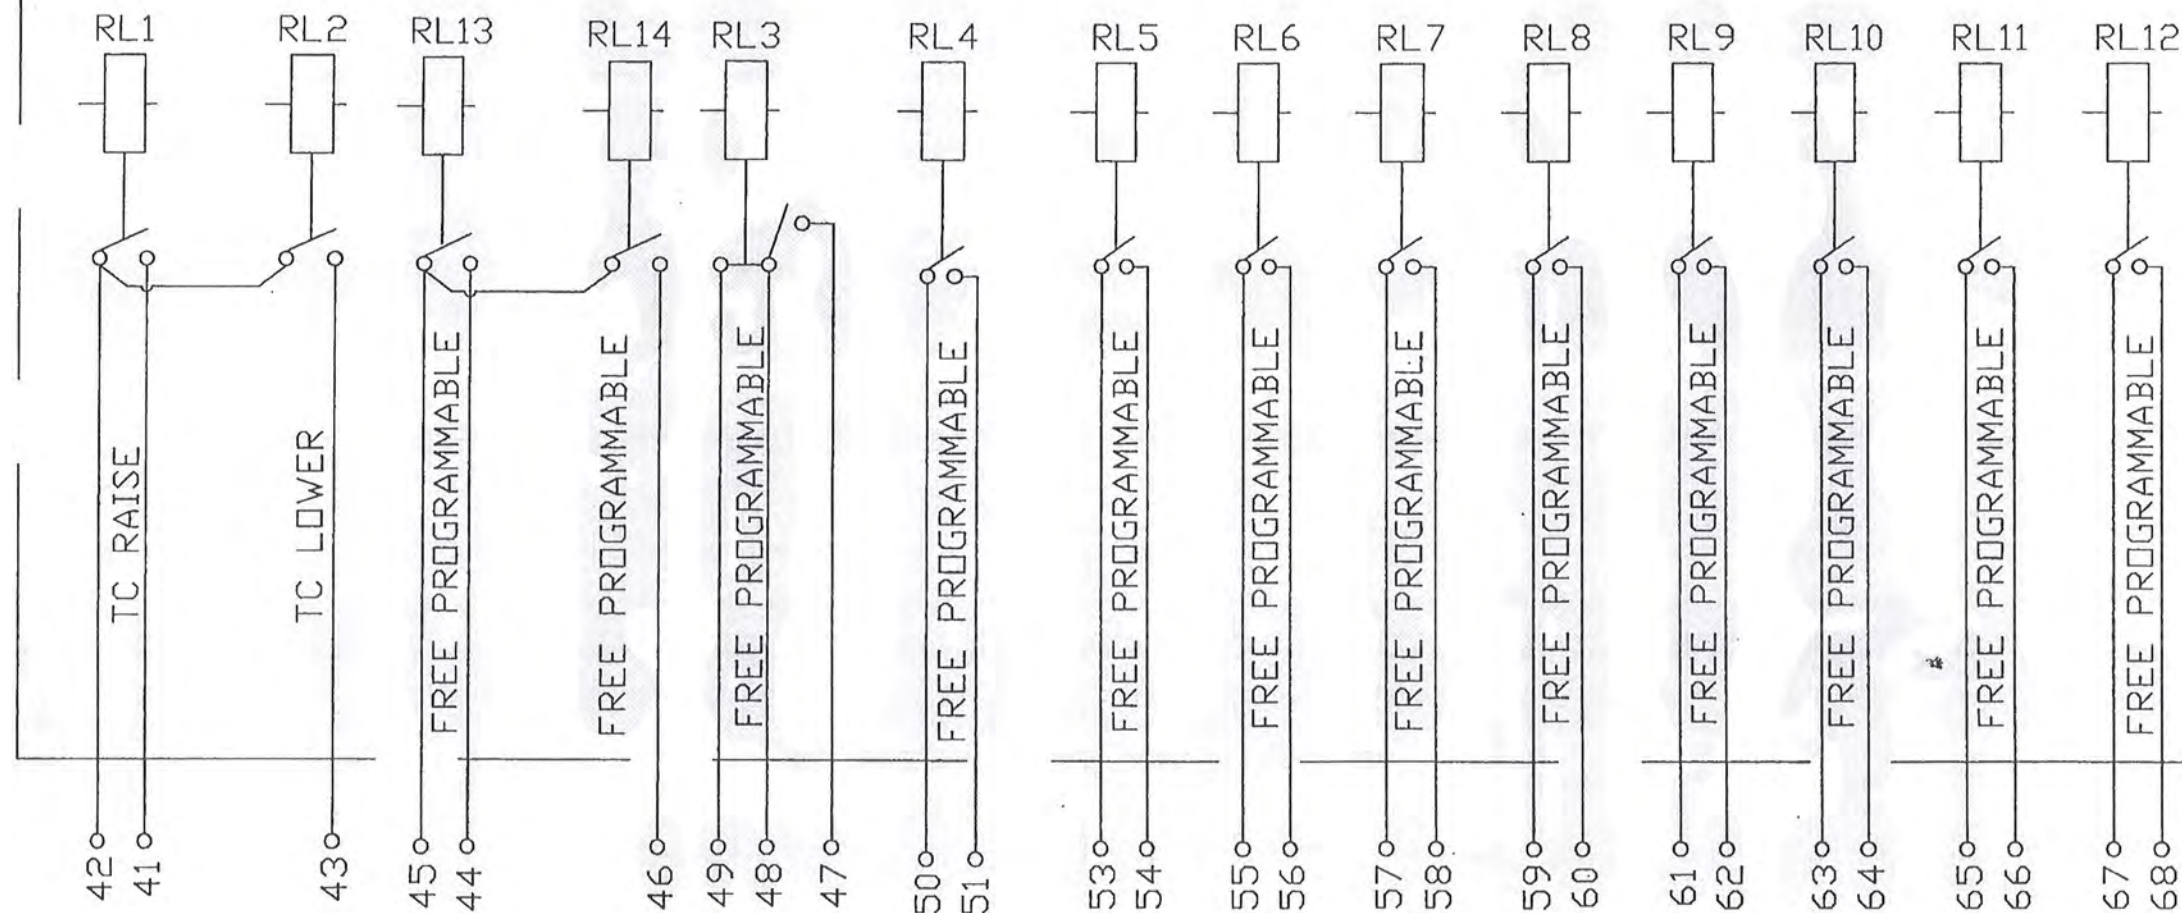 RL1
RL2
RL13
RL14
RL3
RL4
RL5
RL6
RL7
RL8
RL9
RL10
RL11
RL12
TC RAISE
TC LOWER
FREE PROGRAMMABLE
FREE PROGRAMMABLE
FREE PROGRAMMABLE
FREE PROGRAMMABLE
FREE PROGRAMMABLE
FREE PROGRAMMABLE
FREE PROGRAMMABLE
FREE PROGRAMMABLE
FREE PROGRAMMABLE
FREE PROGRAMMABLE
FREE PROGRAMMABLE
FREE PROGRAMMABLE
42
41
43
45
44
46
49
48
47
50
51
53
54
55
56
57
58
59
60
61
62
63
64
65
66
67
68